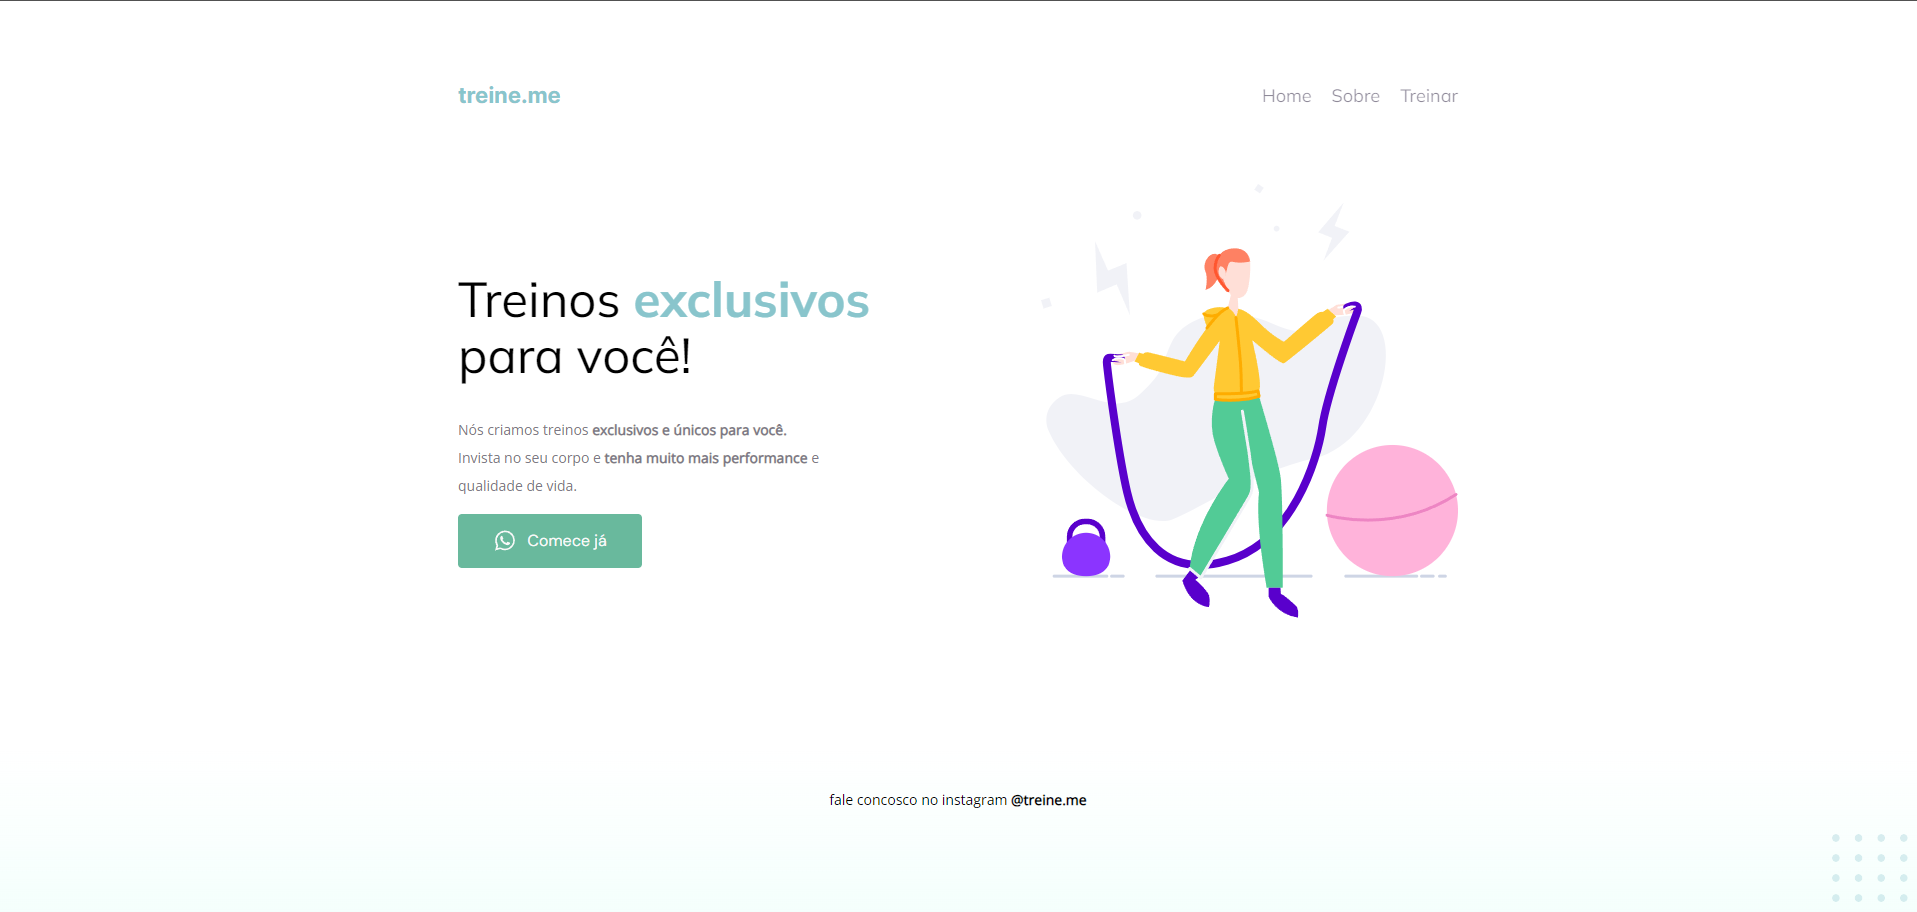 treine.me
Home Sobre Treinar
Treinos exclusivos
para você!
Nós criamos treinos exclusivos e únicos para você.
Invista no seu corpo e tenha muito mais performance e
qualidade de vida.
Comece já
fale concosco no instagram @treine.me